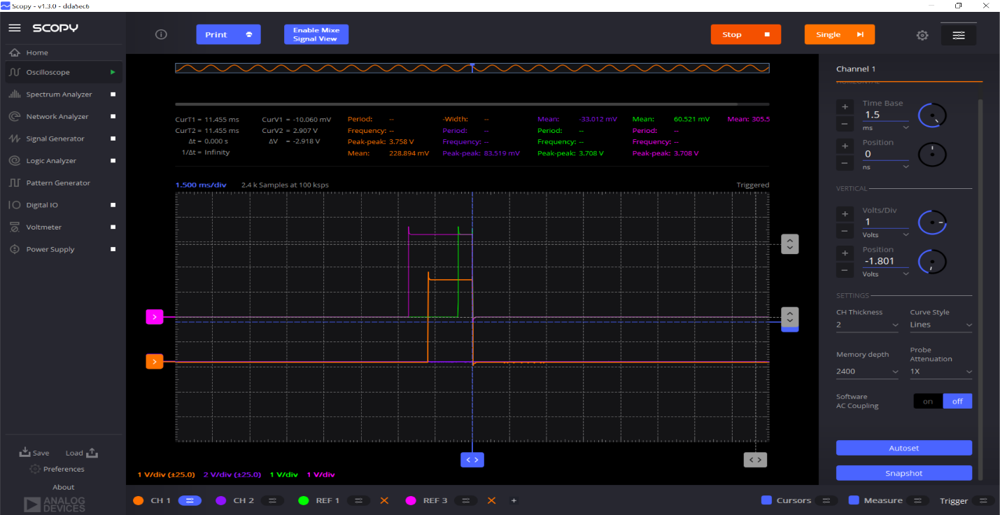 Scopy - v1.3.0 - dda5ec6
SCOPY
Home
Oscilloscope
Spectrum Analyzer
Network Analyzer
Signal Generator
Logic Analyzer
Pattern Generator
Digital IO
Voltmeter
Power Supply
Save Load
Preferences
About
ANALOG
DEVICES
Print
Enable Mixe
Signal View
Stop
Single
CurT1 = 11.455 ms CurV1 = -10.060 mV Period: -- -Width: -- Mean: -33.012 mV Mean: 60.521 mV Mean: 305.5
CurT2 = 11.455 ms CurV2 = 2.907 V Frequency: -- Period: -- Period: -- Period: --
Δt = 0.000 s ΔV = -2.918 V Peak-peak: 3.758 V Frequency: -- Frequency: -- Frequency: --
1/Δt = Infinity Mean: 228.894 mV Peak-peak: 83.519 mV Peak-peak: 3.708 V Peak-peak: 3.708 V
1.500 ms/div 2.4 k Samples at 100 ksps Triggered
1 V/div (±25.0) 2 V/div (±25.0) 1 V/div 1 V/div
CH 1 CH 2 REF 1 REF 3 + Cursors Measure Trigger
Channel 1
HORIZONTAL
Time Base
1.5
ms
Position
0
ns
VERTICAL
Volts/Div
1
Volts
Position
-1.801
Volts
SETTINGS
CH Thickness Curve Style
2 Lines
Memory depth Probe Attenuation
2400 1X
Software
AC Coupling on off
Autoset
Snapshot